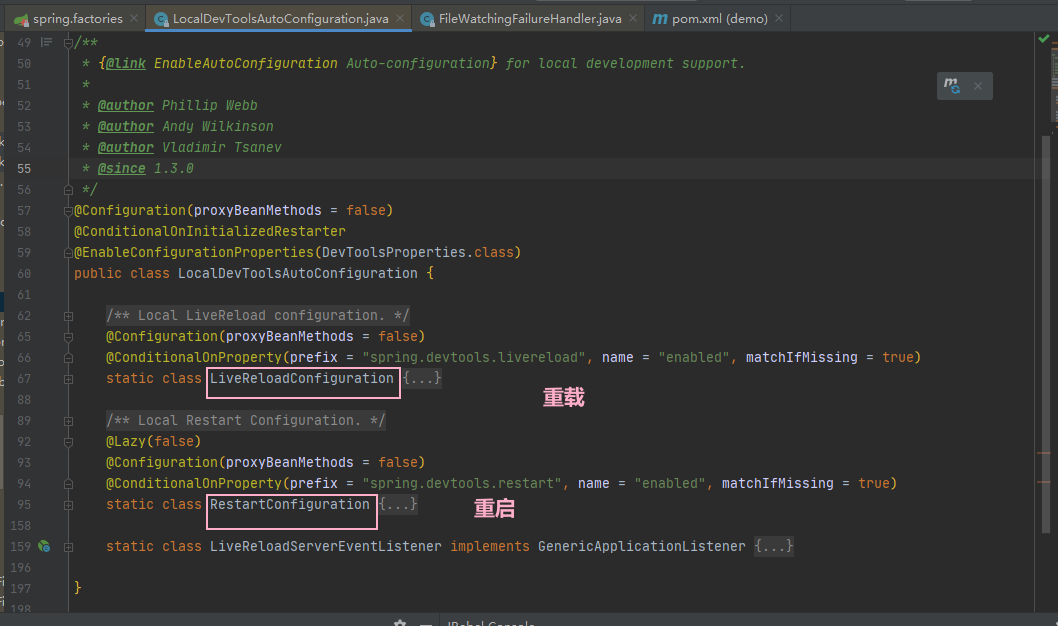 spring.factories LocalDevToolsAutoConfiguration.java FileWatchingFailureHandler.java pom.xml (demo)
49 /**
50 * {@link EnableAutoConfiguration Auto-configuration} for local development support.
51 *
52 * @author Phillip Webb
53 * @author Andy Wilkinson
54 * @author Vladimir Tsanev
55 * @since 1.3.0
56 */
57 @Configuration(proxyBeanMethods = false)
58 @ConditionalOnInitializedRestarter
59 @EnableConfigurationProperties(DevToolsProperties.class)
60 public class LocalDevToolsAutoConfiguration {
61
62 /** Local LiveReload configuration. */
65 @Configuration(proxyBeanMethods = false)
66 @ConditionalOnProperty(prefix = "spring.devtools.livereload", name = "enabled", matchIfMissing = true)
67 static class LiveReloadConfiguration {...}
重载
88
89 /** Local Restart Configuration. */
92 @Lazy(false)
93 @Configuration(proxyBeanMethods = false)
94 @ConditionalOnProperty(prefix = "spring.devtools.restart", name = "enabled", matchIfMissing = true)
95 static class RestartConfiguration {...}
重启
158
159 static class LiveReloadServerEventListener implements GenericApplicationListener {...}
196
197 }
198
JRebel Console